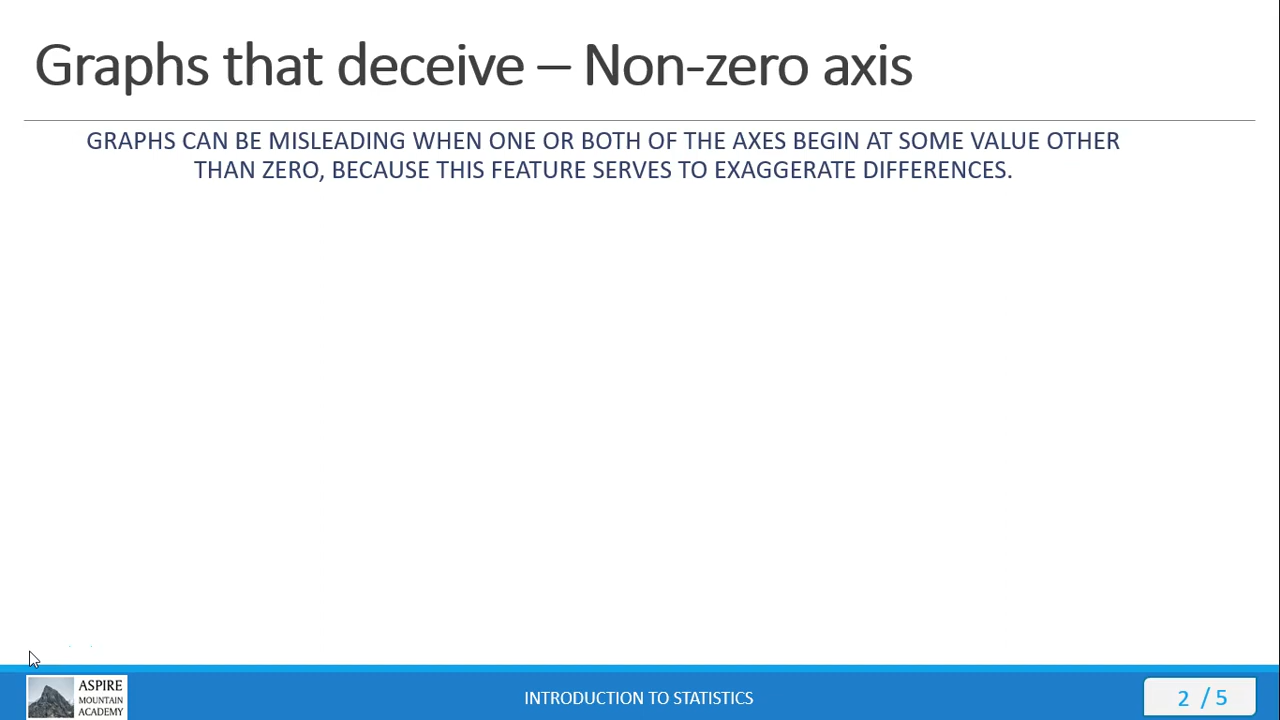 Graphs that deceive – Non-zero axis
GRAPHS CAN BE MISLEADING WHEN ONE OR BOTH OF THE AXES BEGIN AT SOME VALUE OTHER
THAN ZERO, BECAUSE THIS FEATURE SERVES TO EXAGGERATE DIFFERENCES.
ASPIRE
MOUNTAIN
ACADEMY
INTRODUCTION TO STATISTICS
2 / 5